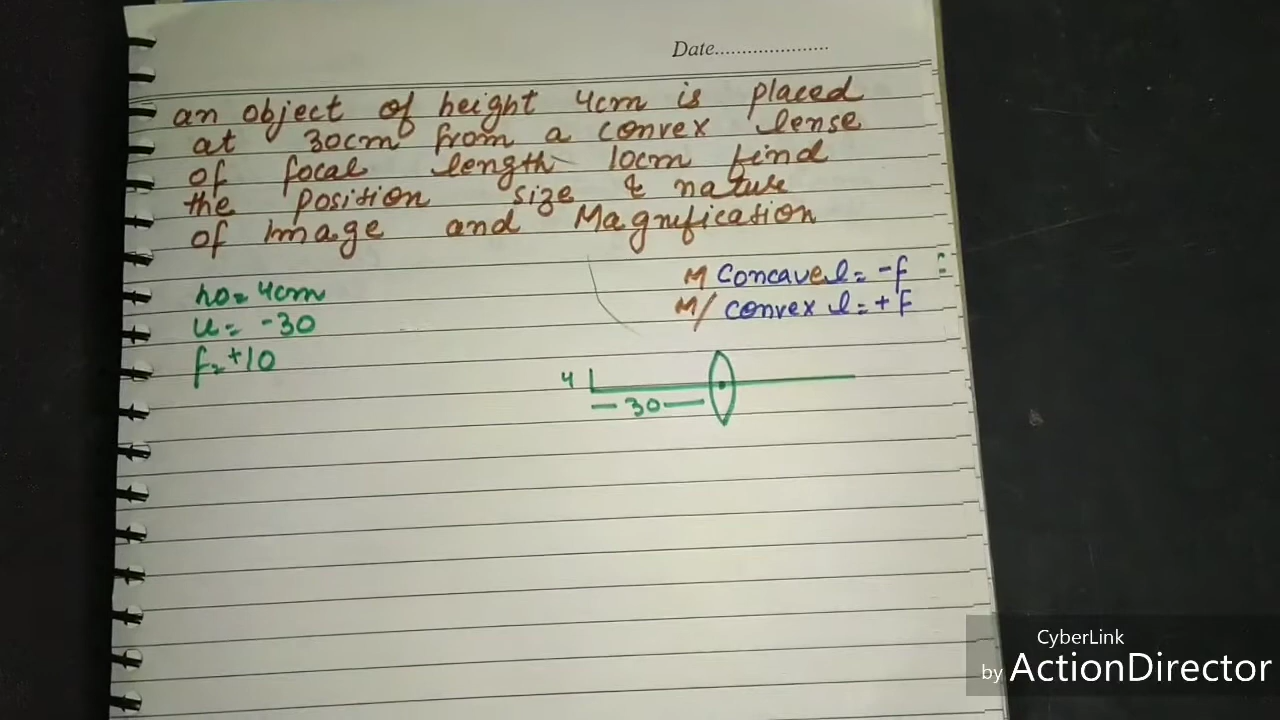 Date.....................
an object of height 4cm is placed
at 30cm from a convex lense
of focal length 10cm find
the position size & nature
of image and Magnification
M Concave l = -f
M/ convex l = +F
ho = 4cm
u = -30
f = +10
4
30
CyberLink
by ActionDirector